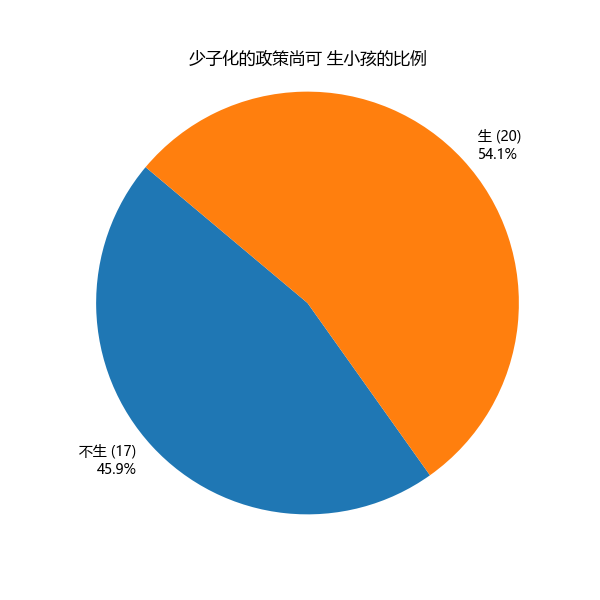 少子化的政策尚可 生小孩的比例
生 (20)
54.1%
不生 (17)
45.9%